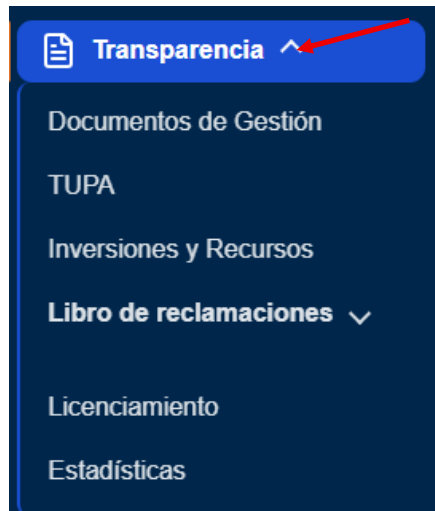 Transparencia
Documentos de Gestión
TUPA
Inversiones y Recursos
Libro de reclamaciones
Licenciamiento
Estadísticas